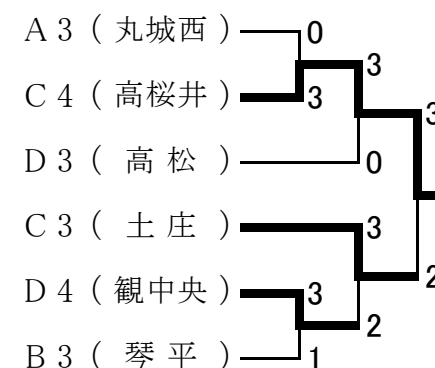 A３（丸城西） 0
3
C４（高桜井） 3
3
D３（ 高 松 ） 0
C３（ 土 庄 ） 3
2
D４（観中央） 3
2
B３（ 琴 平 ） 1